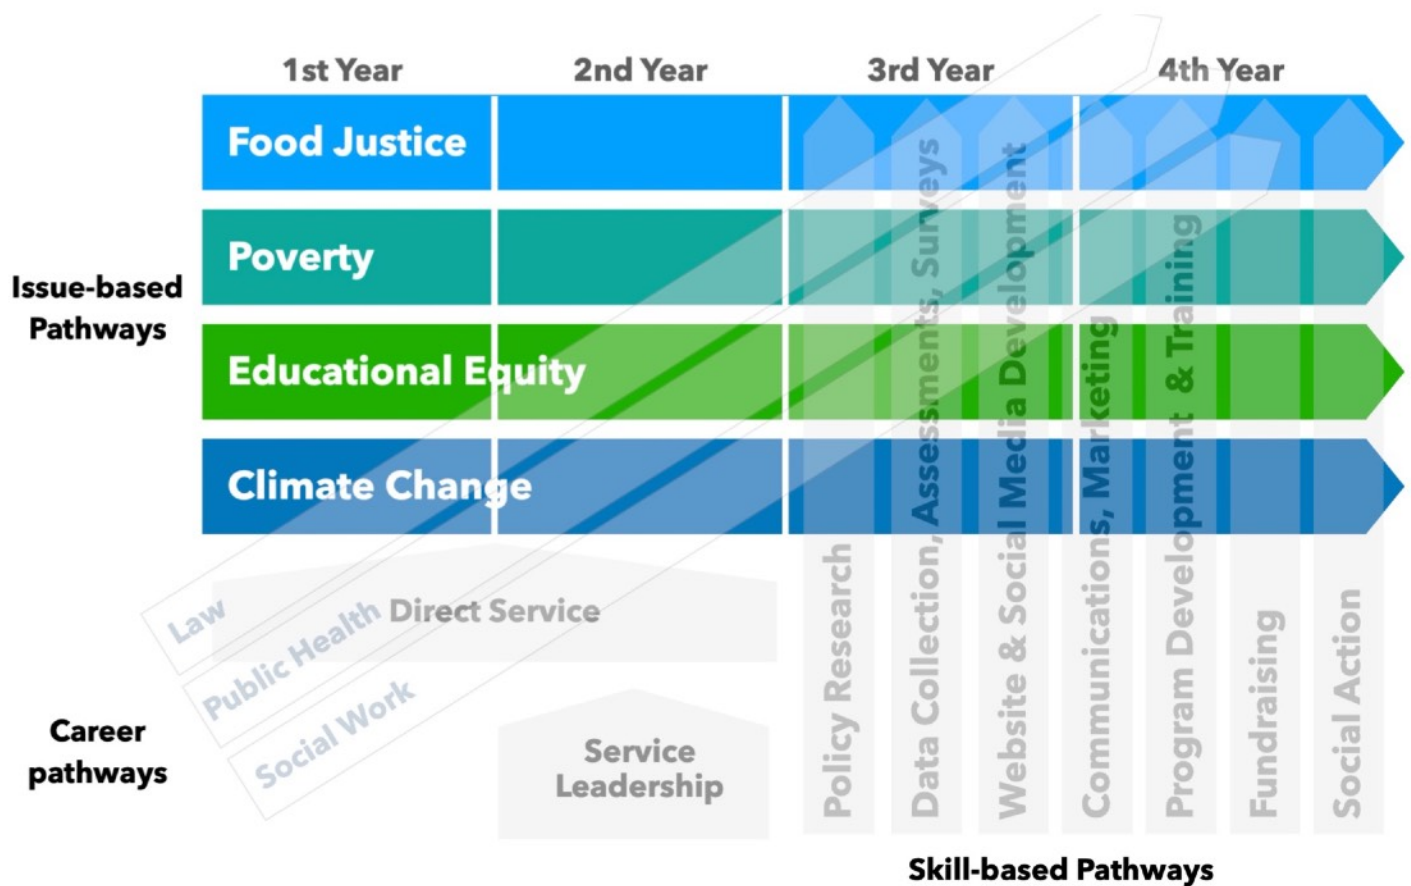 1st Year
2nd Year
3rd Year
4th Year
Food Justice
Poverty
Educational Equity
Climate Change
Issue-based
Pathways
Law
Public Health
Social Work
Direct Service
Service
Leadership
Career
pathways
Policy Research
Data Collection, Assessments, Surveys
Website & Social Media Development
Communications, Marketing
Program Development & Training
Fundraising
Social Action
Skill-based Pathways